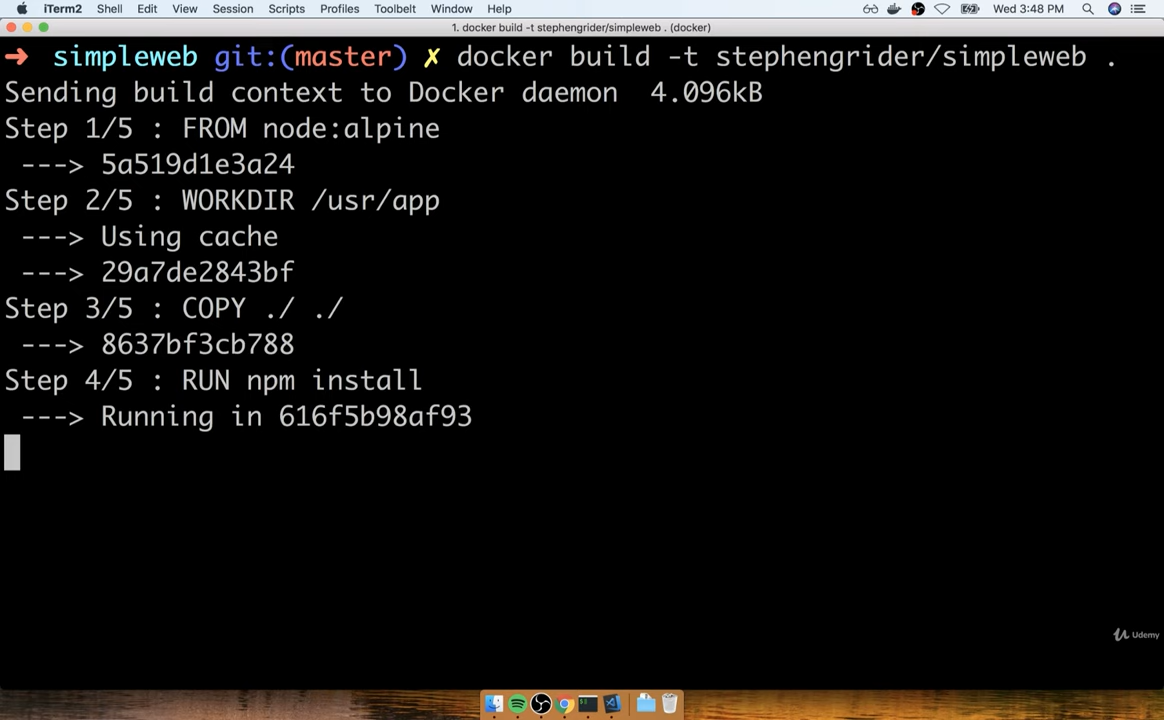 iTerm2 Shell Edit View Session Scripts Profiles Toolbelt Window Help Wed 3:48 PM
1. docker build -t stephengrider/simpleweb . (docker)
➜ simpleweb git:(master) ✗ docker build -t stephengrider/simpleweb .
Sending build context to Docker daemon 4.096kB
Step 1/5 : FROM node:alpine
---> 5a519d1e3a24
Step 2/5 : WORKDIR /usr/app
---> Using cache
---> 29a7de2843bf
Step 3/5 : COPY ./ ./
---> 8637bf3cb788
Step 4/5 : RUN npm install
---> Running in 616f5b98af93
Udemy